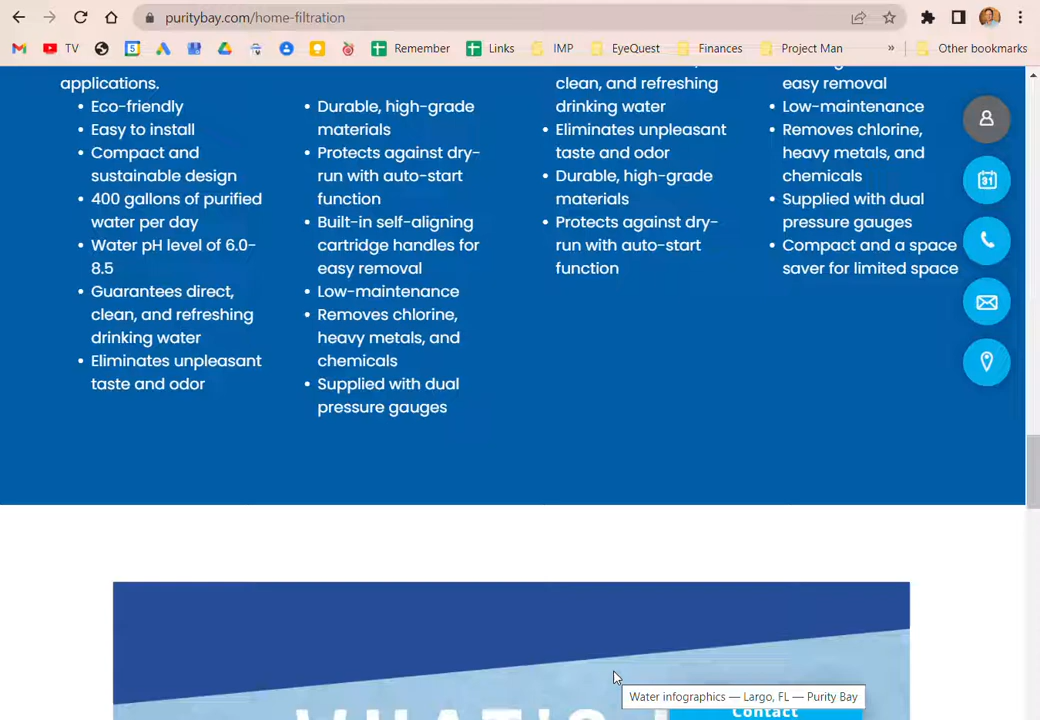 puritybay.com/home-filtration
TV
Remember
Links
IMP
EyeQuest
Finances
Project Man
»
Other bookmarks
applications.
• Eco-friendly
• Easy to install
• Compact and
sustainable design
• 400 gallons of purified
water per day
• Water pH level of 6.0-
8.5
• Guarantees direct,
clean, and refreshing
drinking water
• Eliminates unpleasant
taste and odor
• Durable, high-grade
materials
• Protects against dry-
run with auto-start
function
• Built-in self-aligning
cartridge handles for
easy removal
• Low-maintenance
• Removes chlorine,
heavy metals, and
chemicals
• Supplied with dual
pressure gauges
clean, and refreshing
drinking water
• Eliminates unpleasant
taste and odor
• Durable, high-grade
materials
• Protects against dry-
run with auto-start
function
easy removal
• Low-maintenance
• Removes chlorine,
heavy metals, and
chemicals
• Supplied with dual
pressure gauges
• Compact and a space
saver for limited space
31
WHAT'S
Water infographics — Largo, FL — Purity Bay
Contact